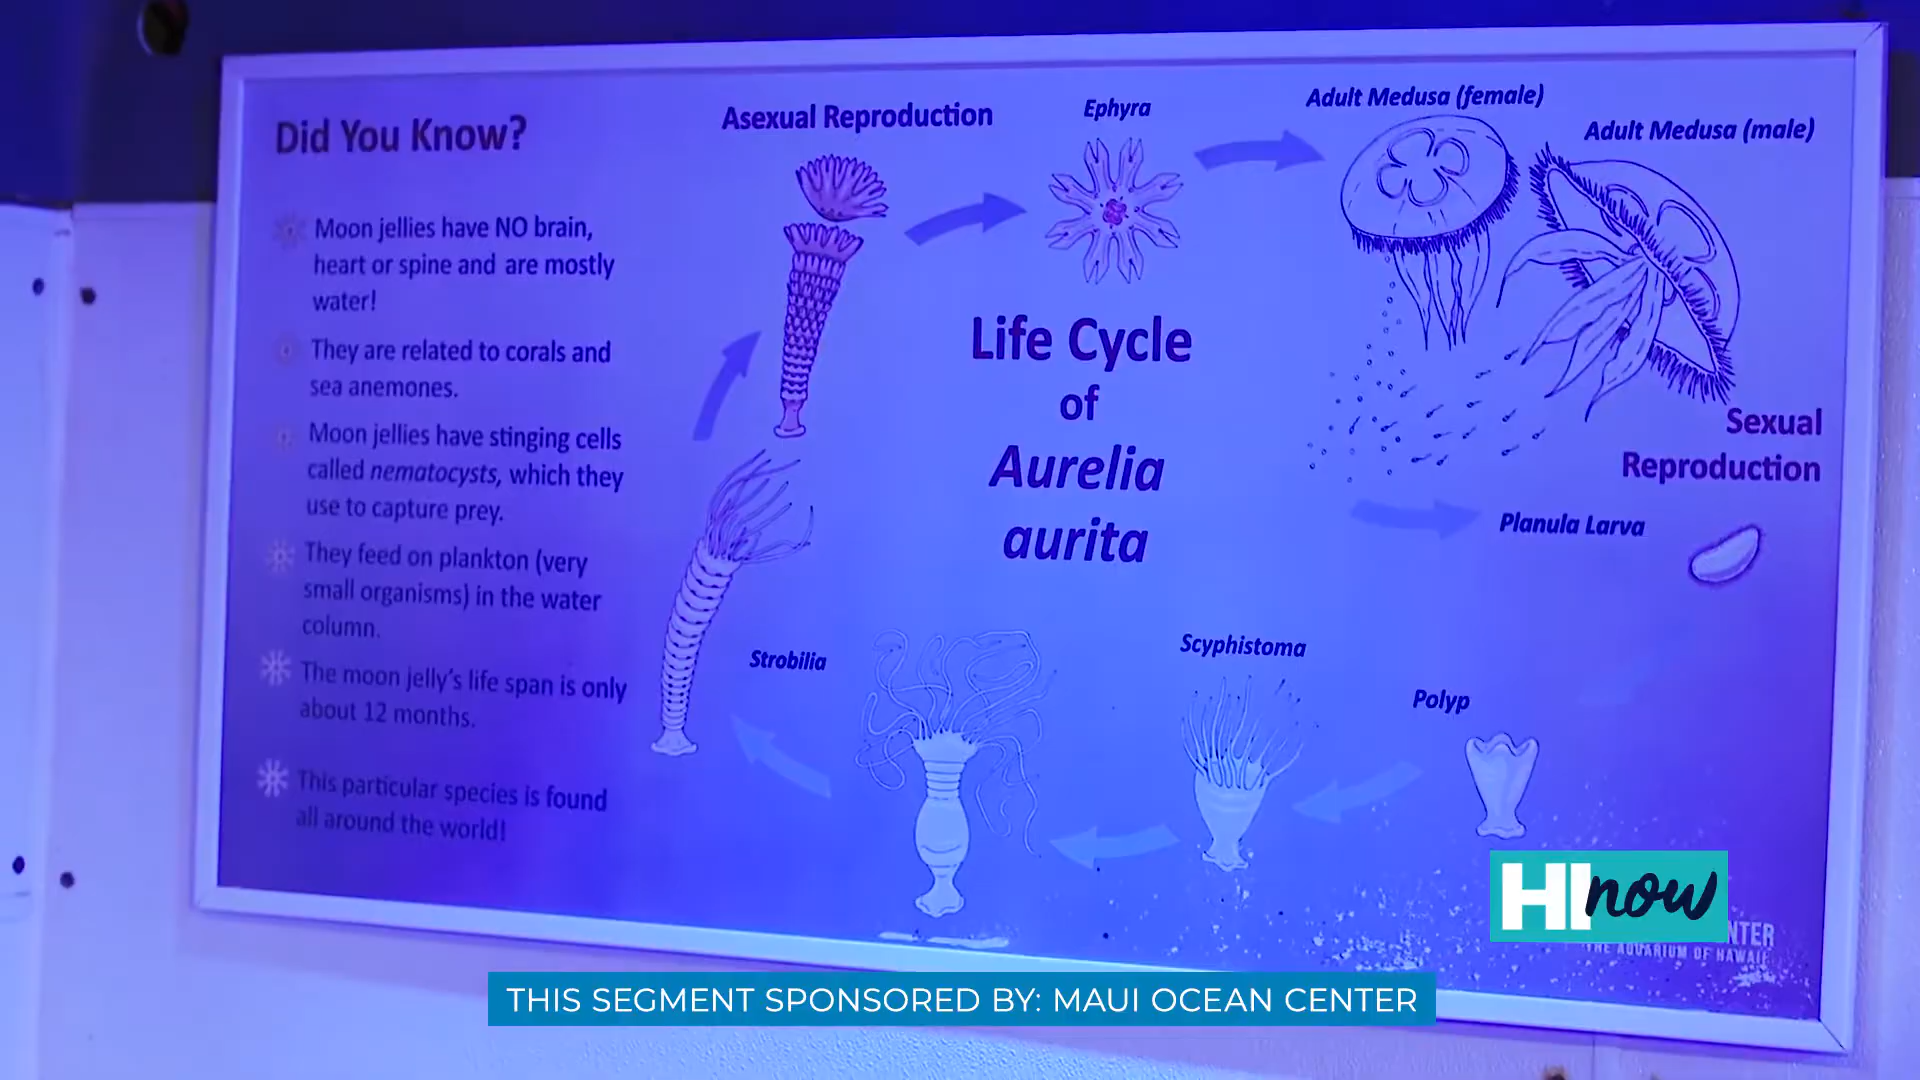 Did You Know?
Moon jellies have NO brain,
heart or spine and are mostly
water!
They are related to corals and
sea anemones.
Moon jellies have stinging cells
called nematocysts, which they
use to capture prey.
They feed on plankton (very
small organisms) in the water
column.
The moon jelly's life span is only
about 12 months.
This particular species is found
all around the world!
Asexual Reproduction
Ephyra
Adult Medusa (female)
Adult Medusa (male)
Life Cycle
of
Aurelia
aurita
Sexual
Reproduction
Planula Larva
Polyp
Scyphistoma
Strobilia
HI now
THE AQUARIUM OF HAWAII
THIS SEGMENT SPONSORED BY: MAUI OCEAN CENTER